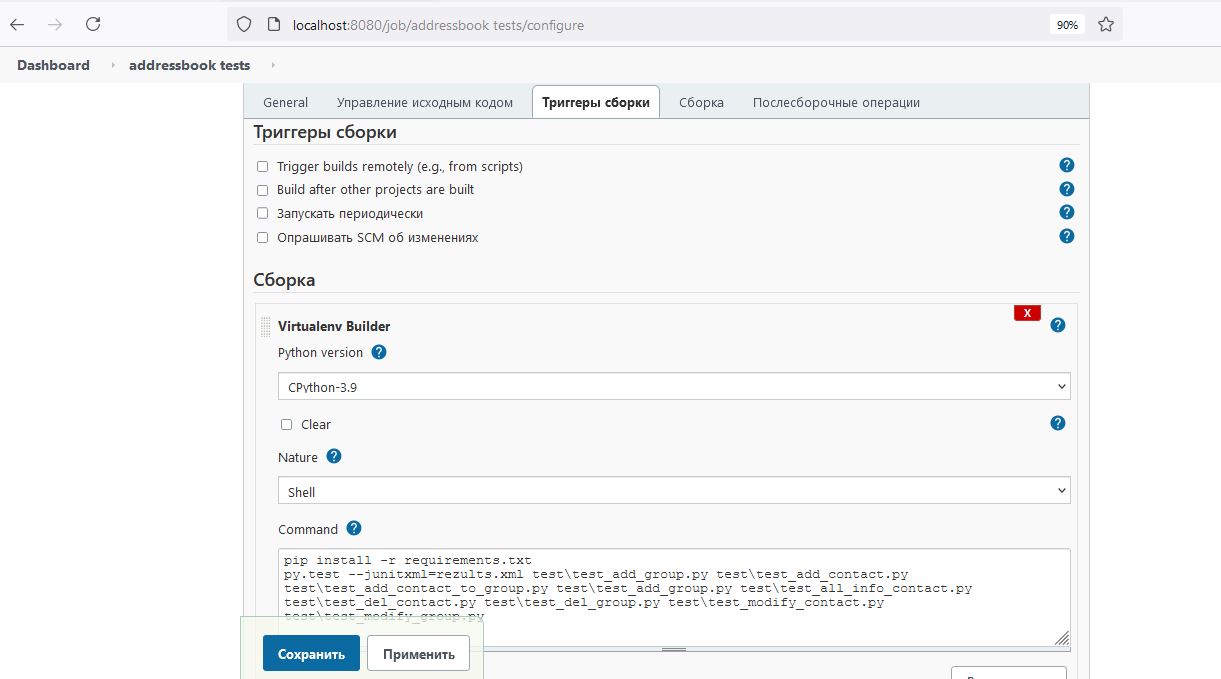 localhost:8080/job/addressbook tests/configure
90%
Dashboard
addressbook tests
General
Управление исходным кодом
Триггеры сборки
Сборка
Послесборочные операции
Триггеры сборки
Trigger builds remotely (e.g., from scripts)
?
Build after other projects are built
?
Запускать периодически
?
Опрашивать SCM об изменениях
?
Сборка
Virtualenv Builder
X
?
Python version
?
CPython-3.9
Clear
?
Nature
?
Shell
Command
?
pip install -r requirements.txt
py.test --junitxml=rezults.xml test\test_add_group.py test\test_add_contact.py
test\test_add_contact_to_group.py test\test_add_group.py test\test_all_info_contact.py
test\test_del_contact.py test\test_del_group.py test\test_modify_contact.py
test\test_modify_group.py
Сохранить
Применить